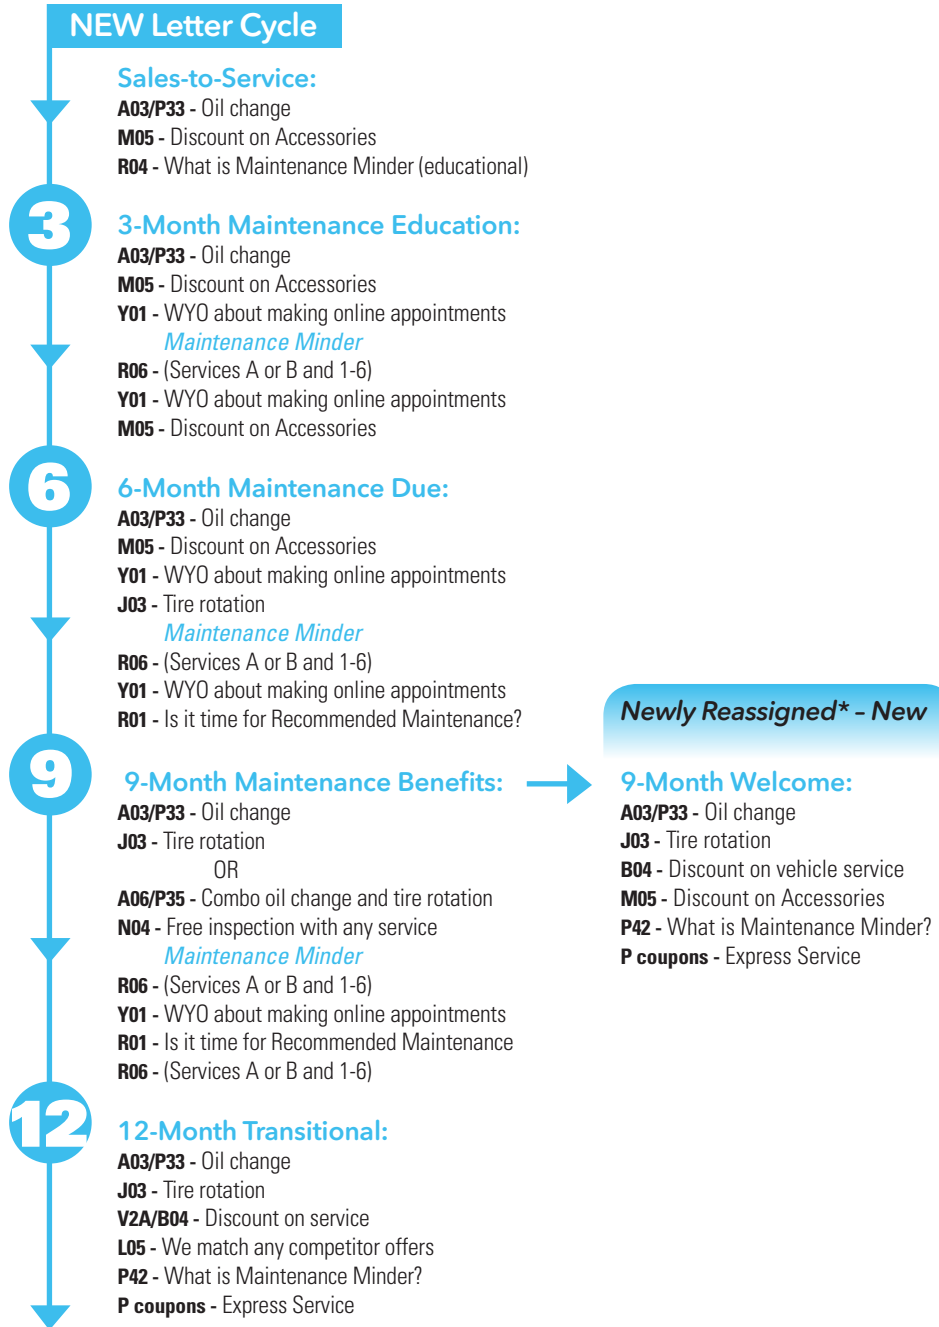 NEW Letter Cycle
Sales-to-Service:
A03/P33 - Oil change
M05 - Discount on Accessories
R04 - What is Maintenance Minder (educational)
3
3-Month Maintenance Education:
A03/P33 - Oil change
M05 - Discount on Accessories
Y01 - WYO about making online appointments
Maintenance Minder
R06 - (Services A or B and 1-6)
Y01 - WYO about making online appointments
M05 - Discount on Accessories
6
6-Month Maintenance Due:
A03/P33 - Oil change
M05 - Discount on Accessories
Y01 - WYO about making online appointments
J03 - Tire rotation
Maintenance Minder
R06 - (Services A or B and 1-6)
Y01 - WYO about making online appointments
R01 - Is it time for Recommended Maintenance?
9
9-Month Maintenance Benefits:
A03/P33 - Oil change
J03 - Tire rotation
OR
A06/P35 - Combo oil change and tire rotation
N04 - Free inspection with any service
Maintenance Minder
R06 - (Services A or B and 1-6)
Y01 - WYO about making online appointments
R01 - Is it time for Recommended Maintenance
R06 - (Services A or B and 1-6)
Newly Reassigned* – New
9-Month Welcome:
A03/P33 - Oil change
J03 - Tire rotation
B04 - Discount on vehicle service
M05 - Discount on Accessories
P42 - What is Maintenance Minder?
P coupons - Express Service
12
12-Month Transitional:
A03/P33 - Oil change
J03 - Tire rotation
V2A/B04 - Discount on service
L05 - We match any competitor offers
P42 - What is Maintenance Minder?
P coupons - Express Service